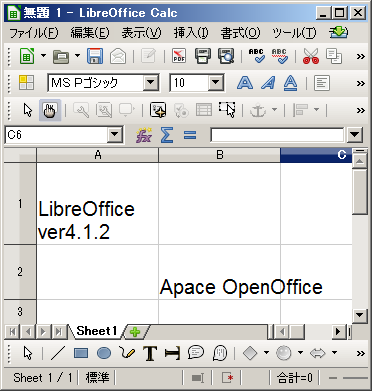 無題 1 - LibreOffice Calc
ファイル(F) 編集(E) 表示(V) 挿入(I) 書式(O) ツール(T) »
ABC ABC »
MS Pゴシック 10 A A A »
C6
A B C
1 LibreOffice
ver4.1.2
2 Apace OpenOffice
3
Sheet1
T
Sheet 1 / 1 標準 合計=0